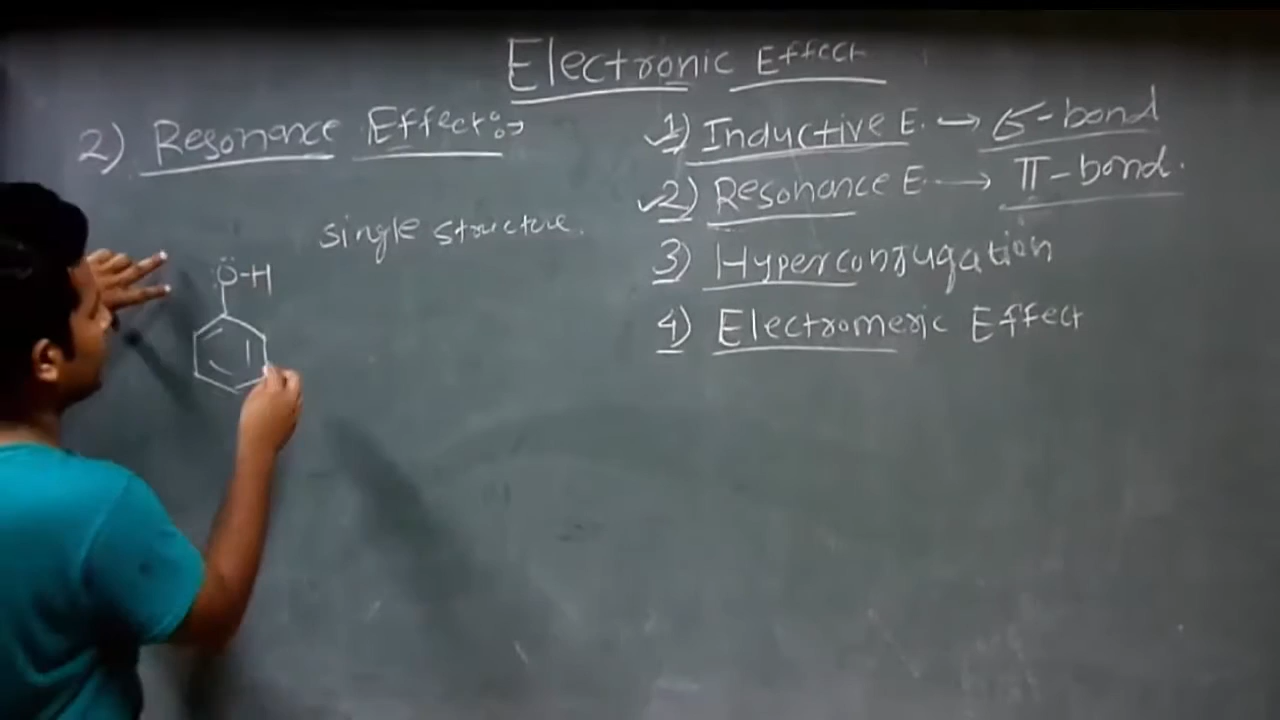 Electronic Effect
2) Resonance Effect:→
single structure.
:Ö-H
1) Inductive E. → σ-bond
2) Resonance E → π-bond.
3) Hyperconjugation
4) Electromeric Effect